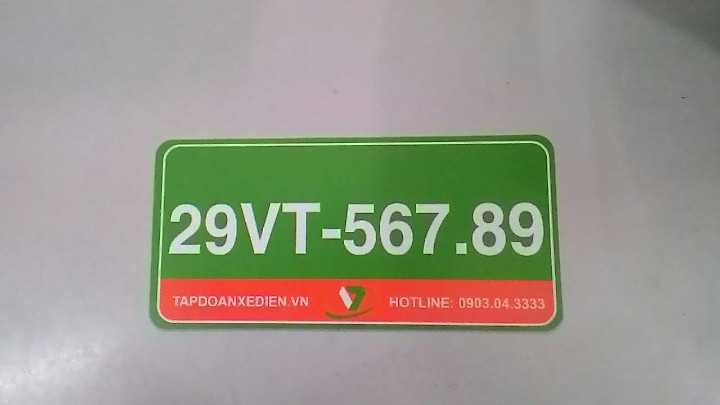 29VT-567.89
TAPDOANXEDIEN.VN HOTLINE: 0903.04.3333